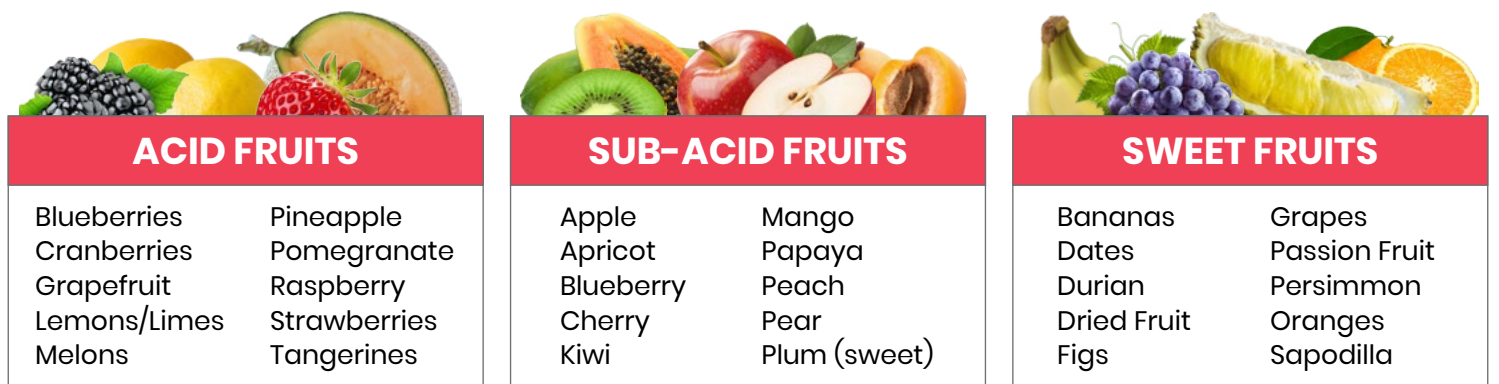 ACID FRUITS
Blueberries
Cranberries
Grapefruit
Lemons/Limes
Melons
Pineapple
Pomegranate
Raspberry
Strawberries
Tangerines
SUB-ACID FRUITS
Apple
Apricot
Blueberry
Cherry
Kiwi
Mango
Papaya
Peach
Pear
Plum (sweet)
SWEET FRUITS
Bananas
Dates
Durian
Dried Fruit
Figs
Grapes
Passion Fruit
Persimmon
Oranges
Sapodilla